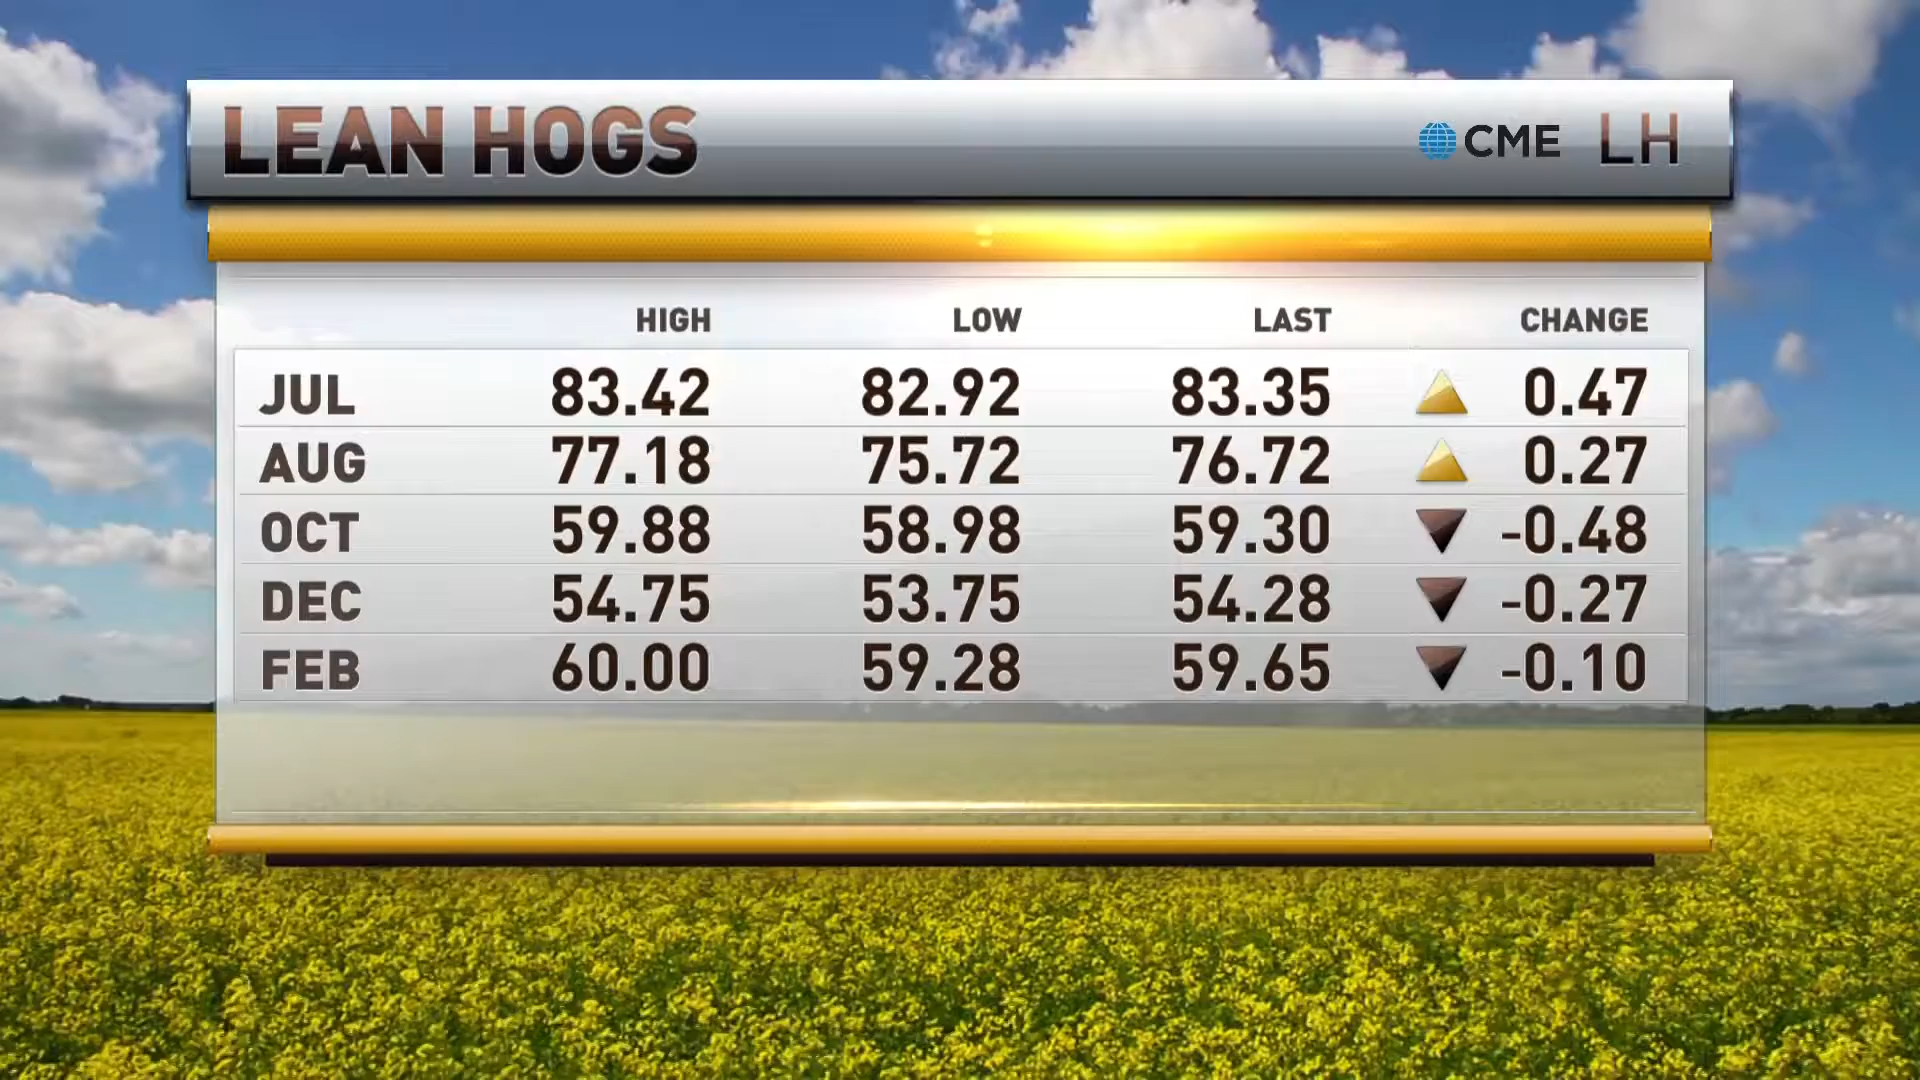 LEAN HOGS CME LH
HIGH LOW LAST CHANGE
JUL 83.42 82.92 83.35 0.47
AUG 77.18 75.72 76.72 0.27
OCT 59.88 58.98 59.30 -0.48
DEC 54.75 53.75 54.28 -0.27
FEB 60.00 59.28 59.65 -0.10